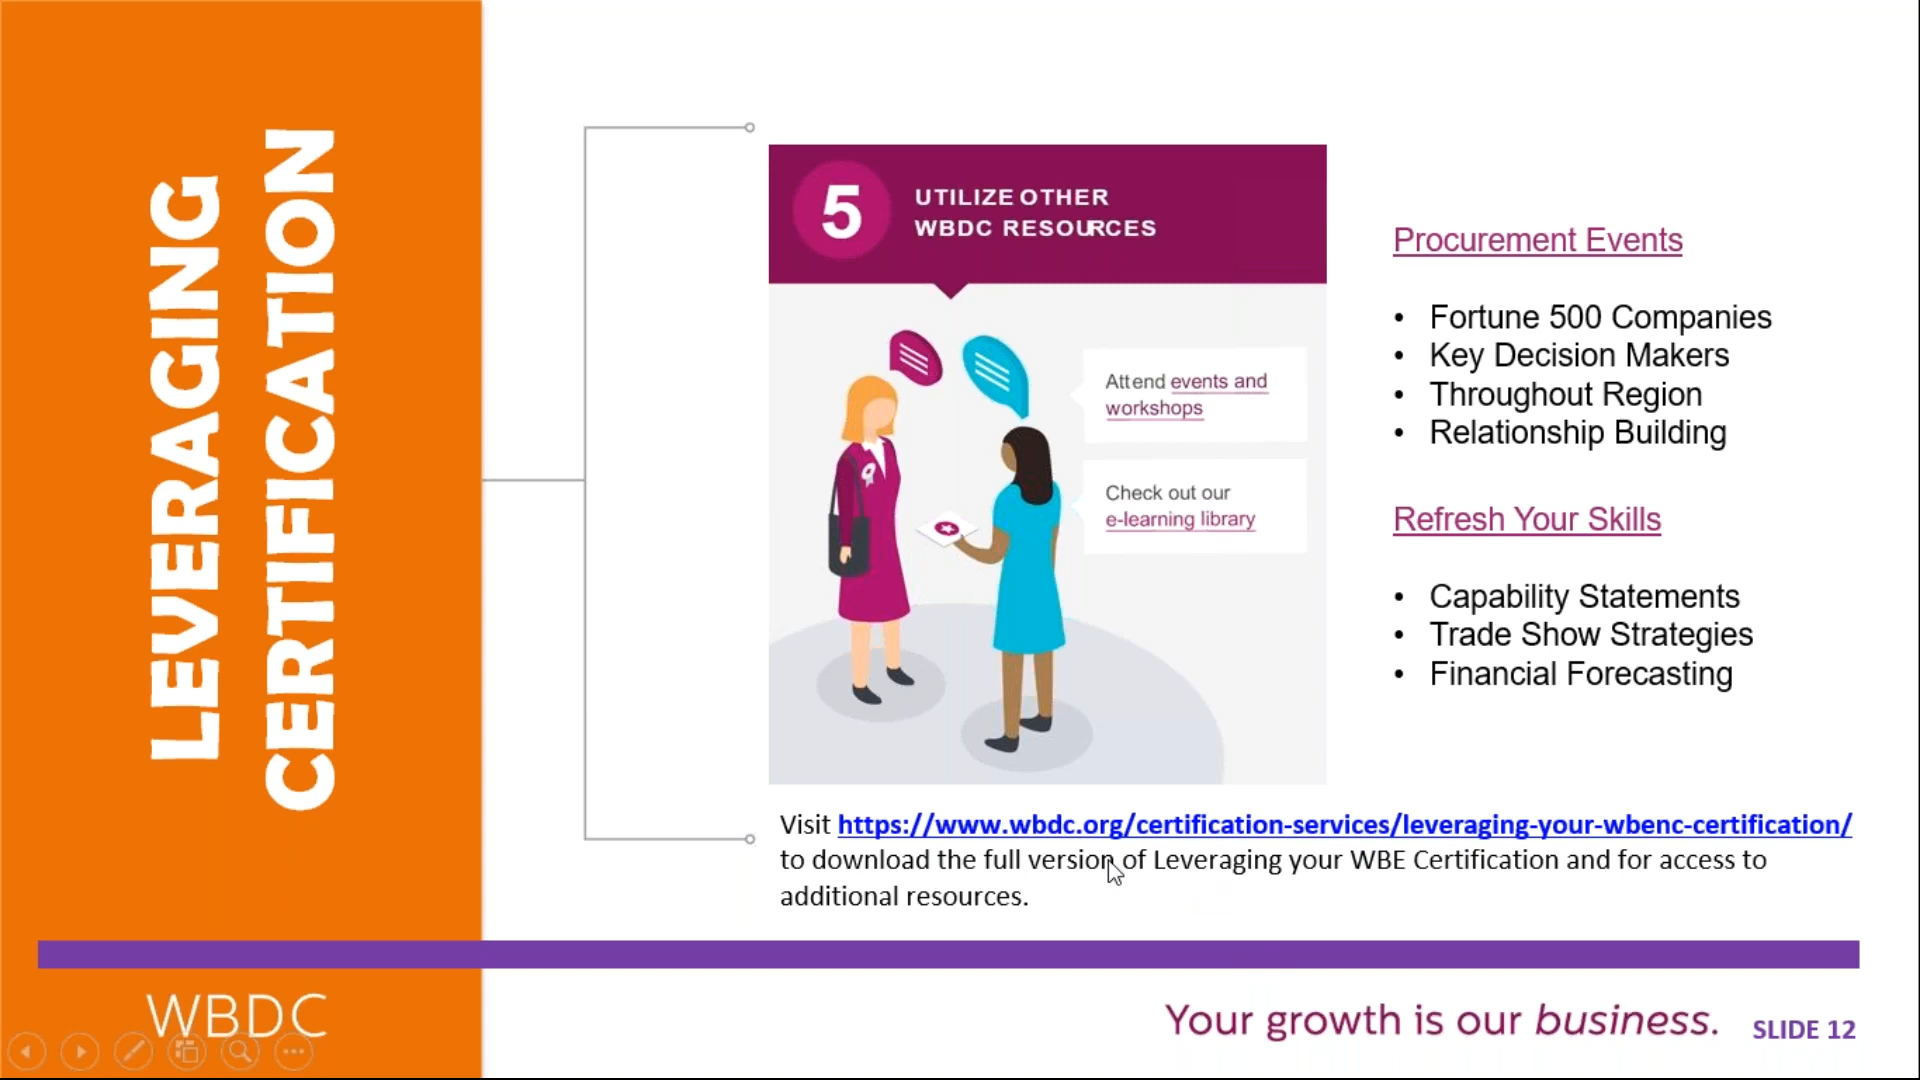 LEVERAGING
CERTIFICATION
5
UTILIZE OTHER
WBDC RESOURCES
Attend events and
workshops
Check out our
e-learning library
Procurement Events
• Fortune 500 Companies
• Key Decision Makers
• Throughout Region
• Relationship Building
Refresh Your Skills
• Capability Statements
• Trade Show Strategies
• Financial Forecasting
Visit https://www.wbdc.org/certification-services/leveraging-your-wbenc-certification/
to download the full version of Leveraging your WBE Certification and for access to
additional resources.
WBDC
Your growth is our business.
SLIDE 12